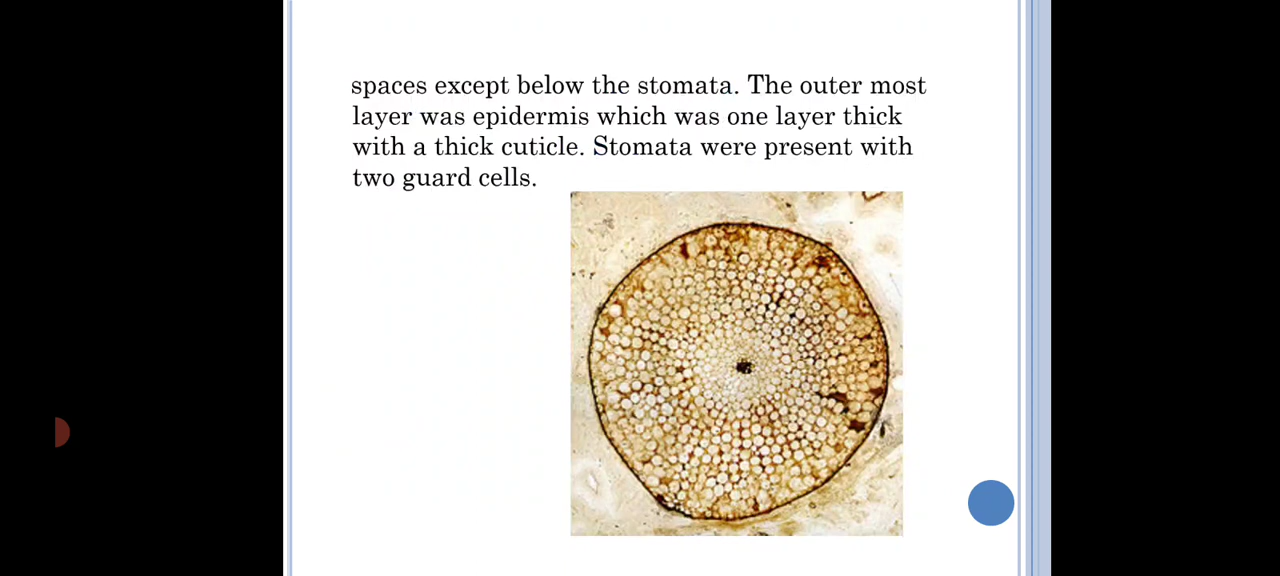 spaces except below the stomata. The outer most
layer was epidermis which was one layer thick
with a thick cuticle. Stomata were present with
two guard cells.